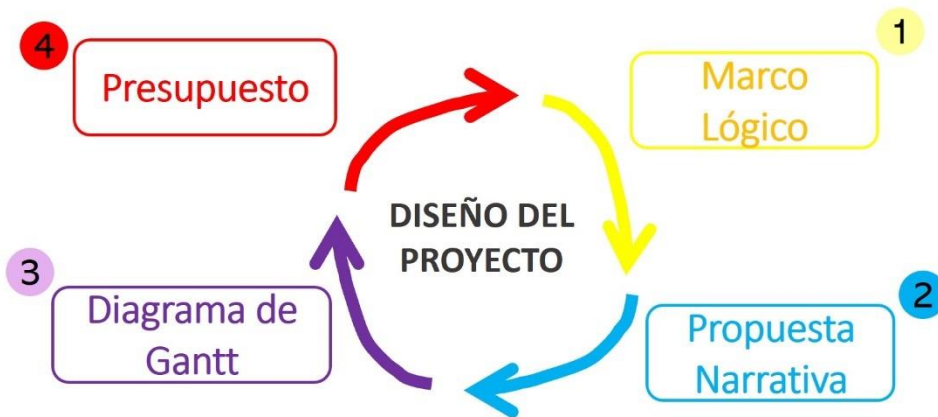 4
Presupuesto
1
Marco
Lógico
DISEÑO DEL
PROYECTO
3
Diagrama de
Gantt
2
Propuesta
Narrativa